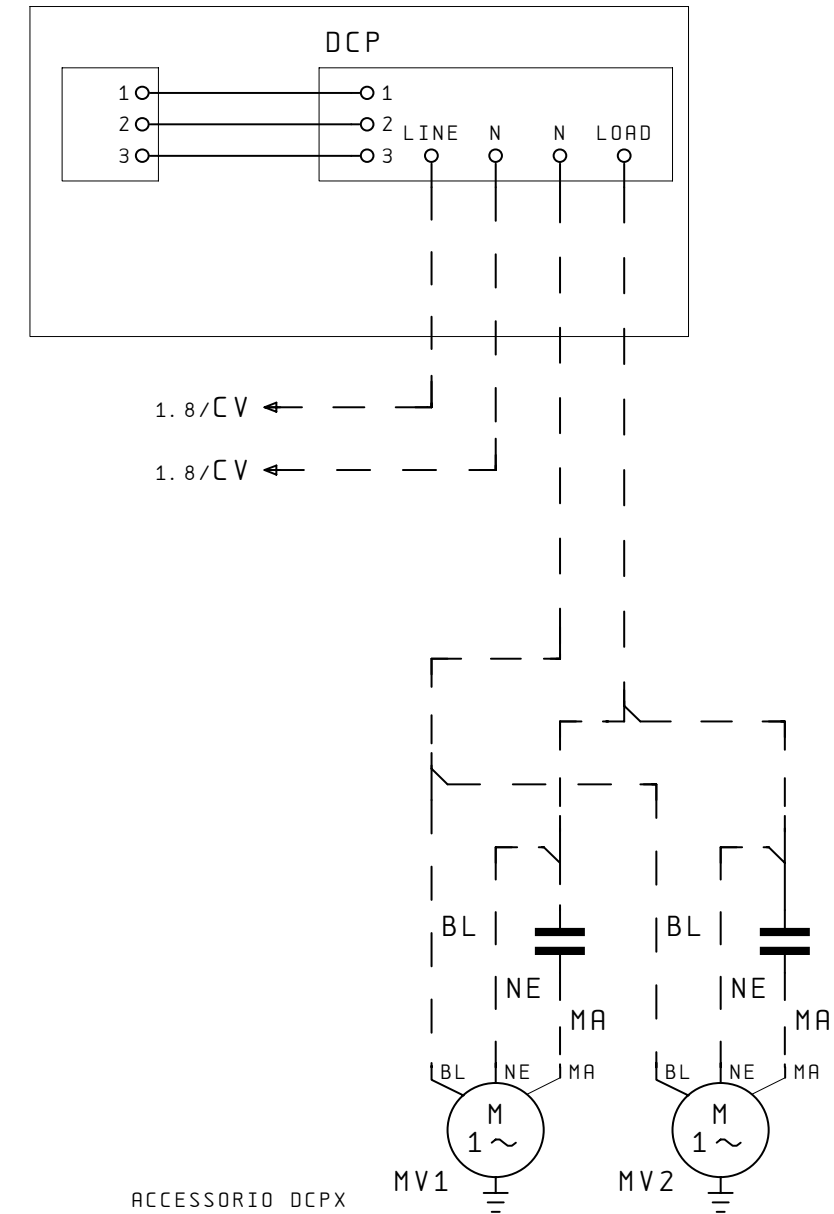 DCP
1 1
2 2 LINE N N LOAD
3 3
1.8/CV
1.8/CV
BL BL
NE NE
MA MA
BL NE MA BL NE MA
M M
1~ 1~
MV1 MV2
ACCESSORIO DCPX